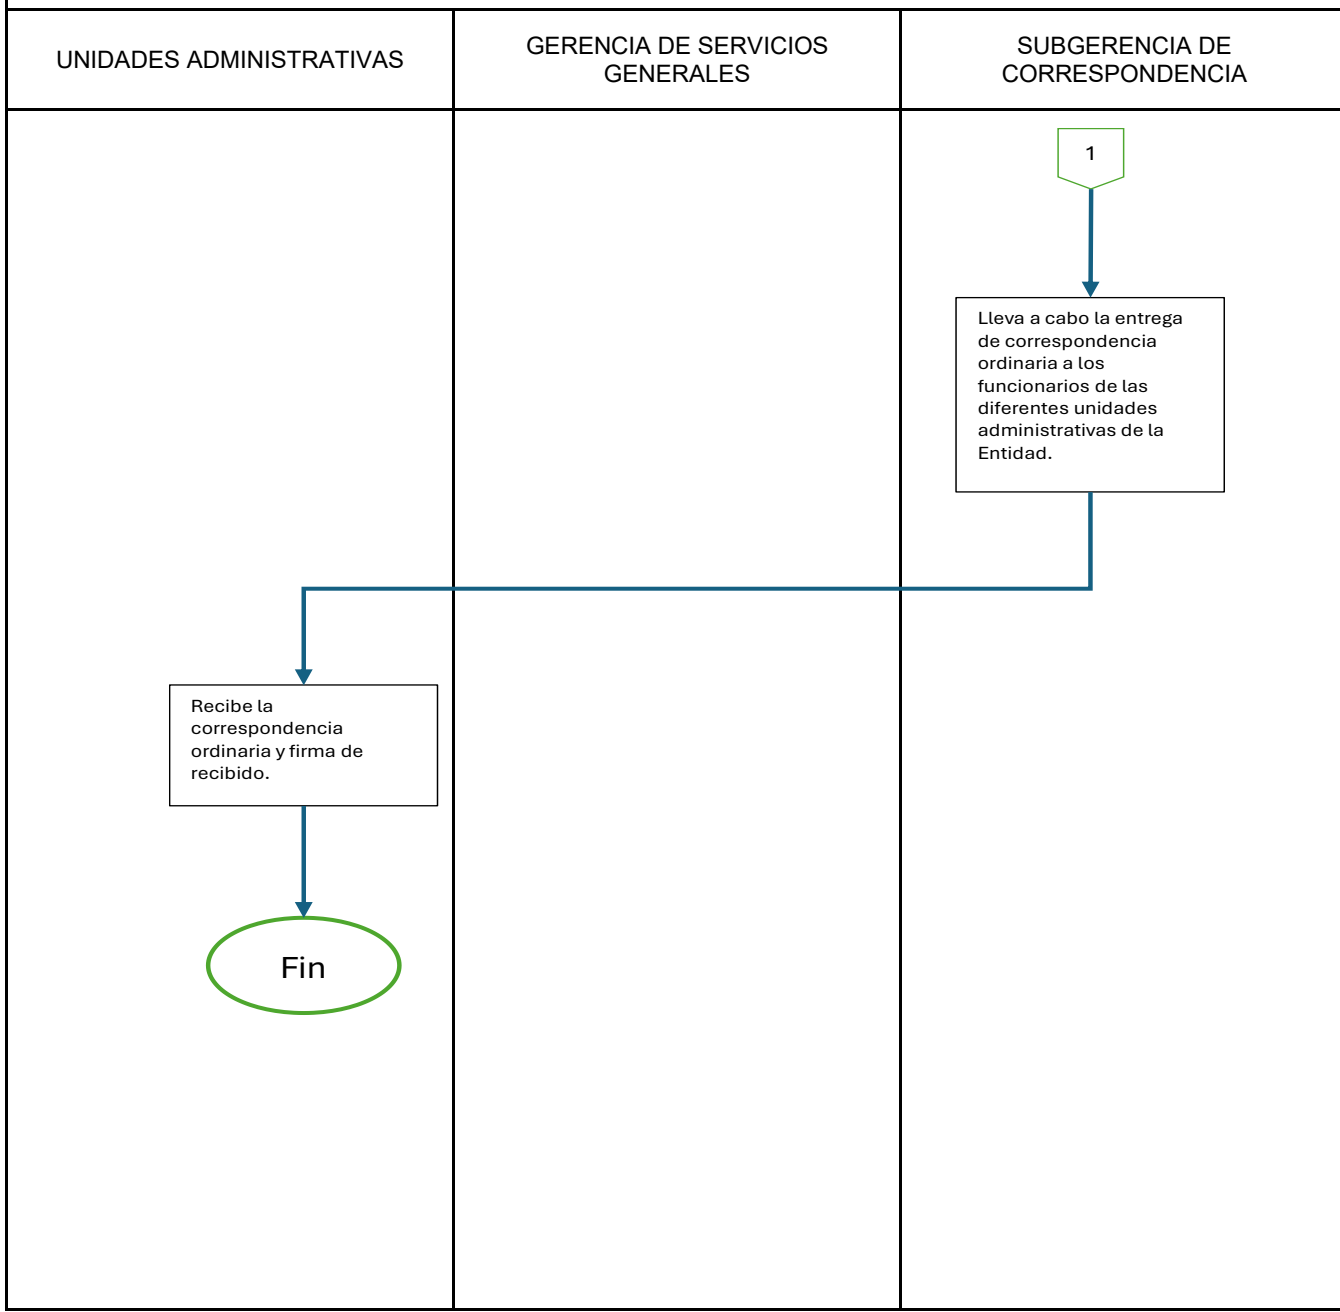 UNIDADES ADMINISTRATIVAS
GERENCIA DE SERVICIOS
GENERALES
SUBGERENCIA DE
CORRESPONDENCIA
1
Lleva a cabo la entrega
de correspondencia
ordinaria a los
funcionarios de las
diferentes unidades
administrativas de la
Entidad.
Recibe la
correspondencia
ordinaria y firma de
recibido.
Fin